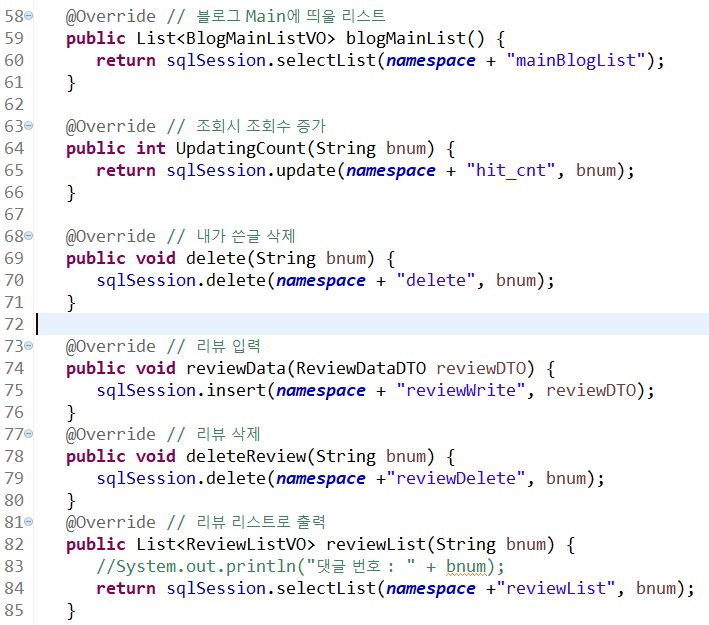 58 @Override // 블로그 Main에 띄울 리스트
59 public List<BlogMainListVO> blogMainList() {
60 return sqlSession.selectList(namespace + "mainBlogList");
61 }
62
63 @Override // 조회시 조회수 증가
64 public int UpdatingCount(String bnum) {
65 return sqlSession.update(namespace + "hit_cnt", bnum);
66 }
67
68 @Override // 내가 쓴글 삭제
69 public void delete(String bnum) {
70 sqlSession.delete(namespace + "delete", bnum);
71 }
72
73 @Override // 리뷰 입력
74 public void reviewData(ReviewDataDTO reviewDTO) {
75 sqlSession.insert(namespace + "reviewWrite", reviewDTO);
76 }
77 @Override // 리뷰 삭제
78 public void deleteReview(String bnum) {
79 sqlSession.delete(namespace +"reviewDelete", bnum);
80 }
81 @Override // 리뷰 리스트로 출력
82 public List<ReviewListVO> reviewList(String bnum) {
83 //System.out.println("댓글 번호 : " + bnum);
84 return sqlSession.selectList(namespace +"reviewList", bnum);
85 }